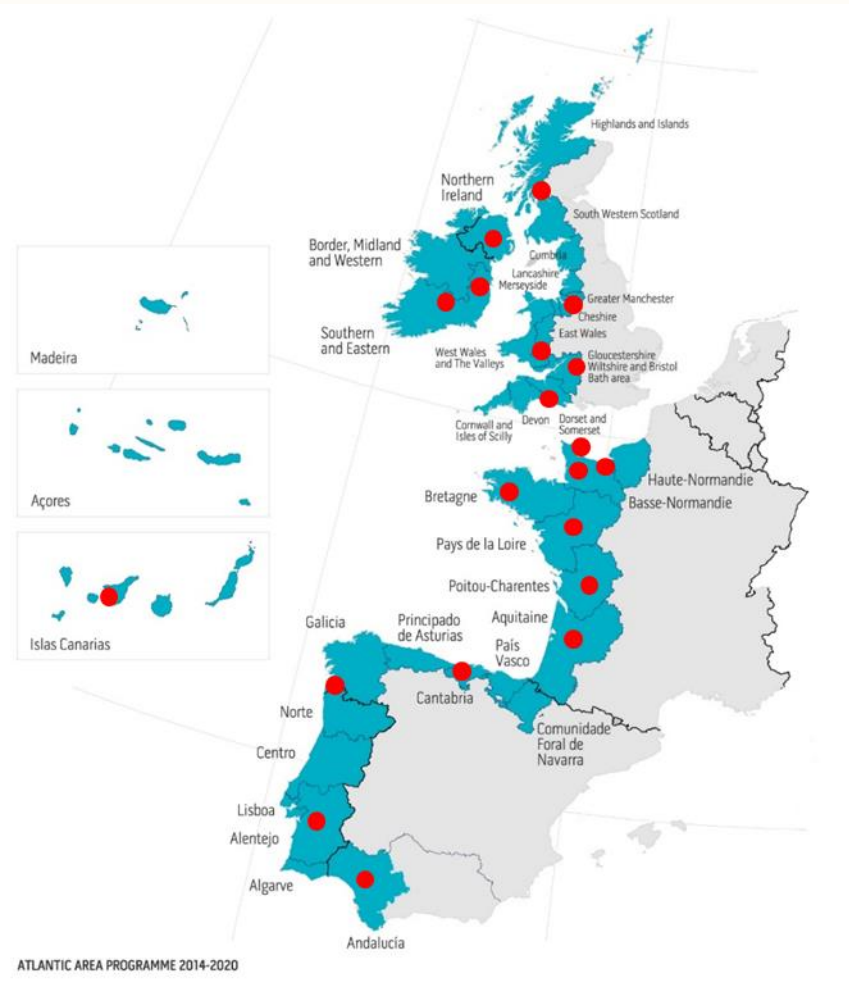 Highlands and Islands
Northern
Ireland
South Western Scotland
Border, Midland
and Western
Cumbria
Lancashire
Merseyside
Greater Manchester
Cheshire
Southern
and Eastern
East Wales
West Wales
and The Valleys
Gloucestershire
Wiltshire and Bristol
Bath area
Madeira
Cornwall and
Isles of Scilly
Devon
Dorset and
Somerset
Haute-Normandie
Bretagne
Basse-Normandie
Açores
Pays de la Loire
Poitou-Charentes
Aquitaine
Islas Canarias
Galicia
Principado
de Asturias
País
Vasco
Cantabria
Norte
Comunidade
Foral de
Navarra
Centro
Lisboa
Alentejo
Algarve
Andalucía
ATLANTIC AREA PROGRAMME 2014-2020